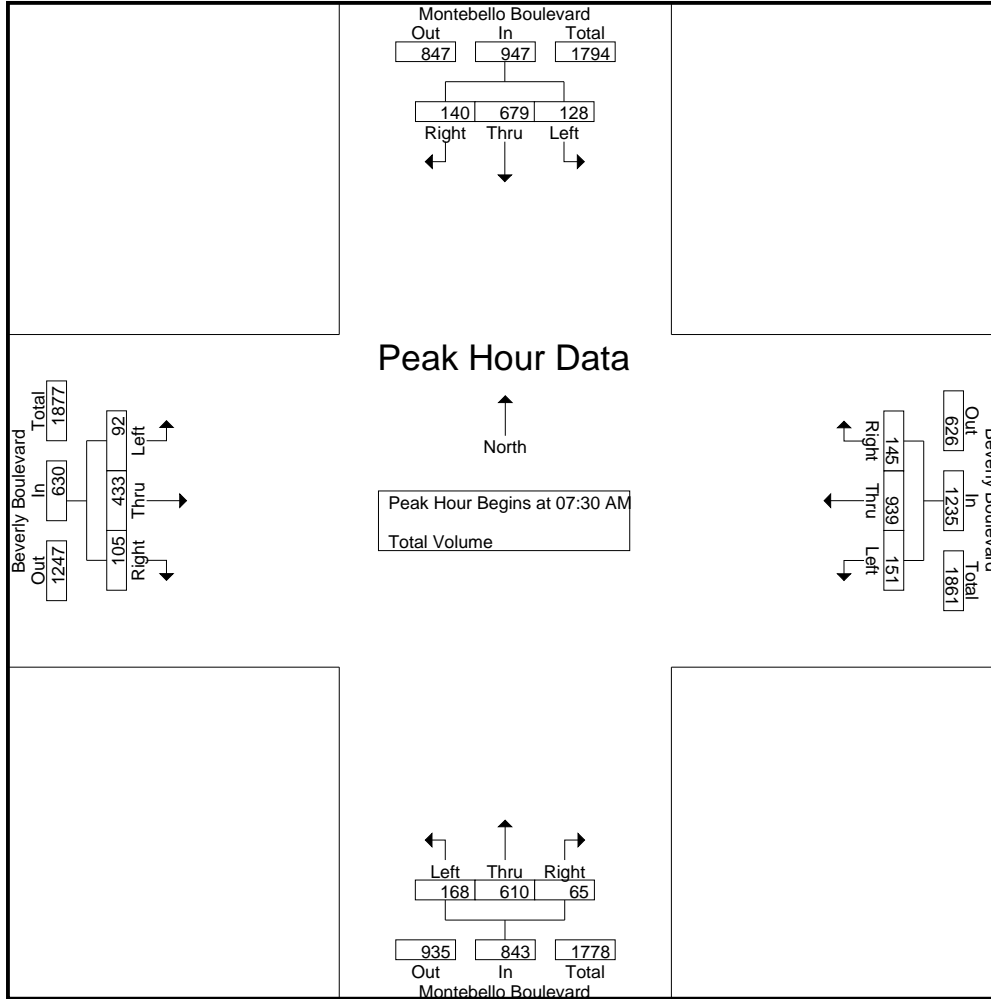 Montebello Boulevard
Out In Total
847 947 1794
140 679 128
Right Thru Left
Peak Hour Data
North
Peak Hour Begins at 07:30 AM
Total Volume
Beverly Boulevard
Out In Total
1247 630 1877
105 433 92
Right Thru Left
Beverly Boulevard
Out In Total
626 1235 1861
145 939 151
Right Thru Left
Left Thru Right
168 610 65
935 843 1778
Out In Total
Montebello Boulevard